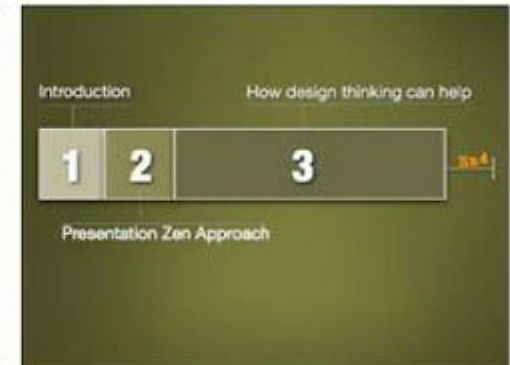 Introduction
How design thinking can help
1
2
3
Presentation Zen Approach